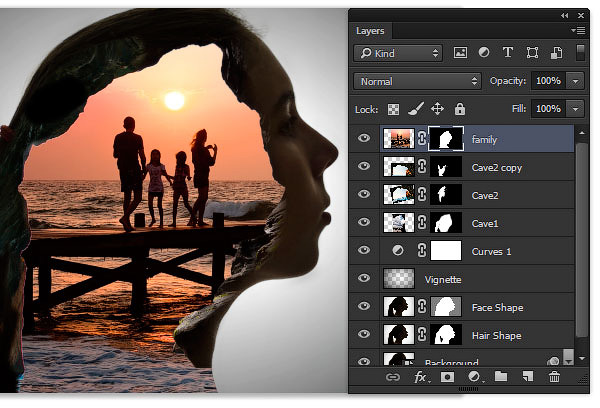 Layers
Kind
Normal Opacity: 100%
Lock: Fill: 100%
family
Cave2 copy
Cave2
Cave1
Curves 1
Vignette
Face Shape
Hair Shape
Background
fx